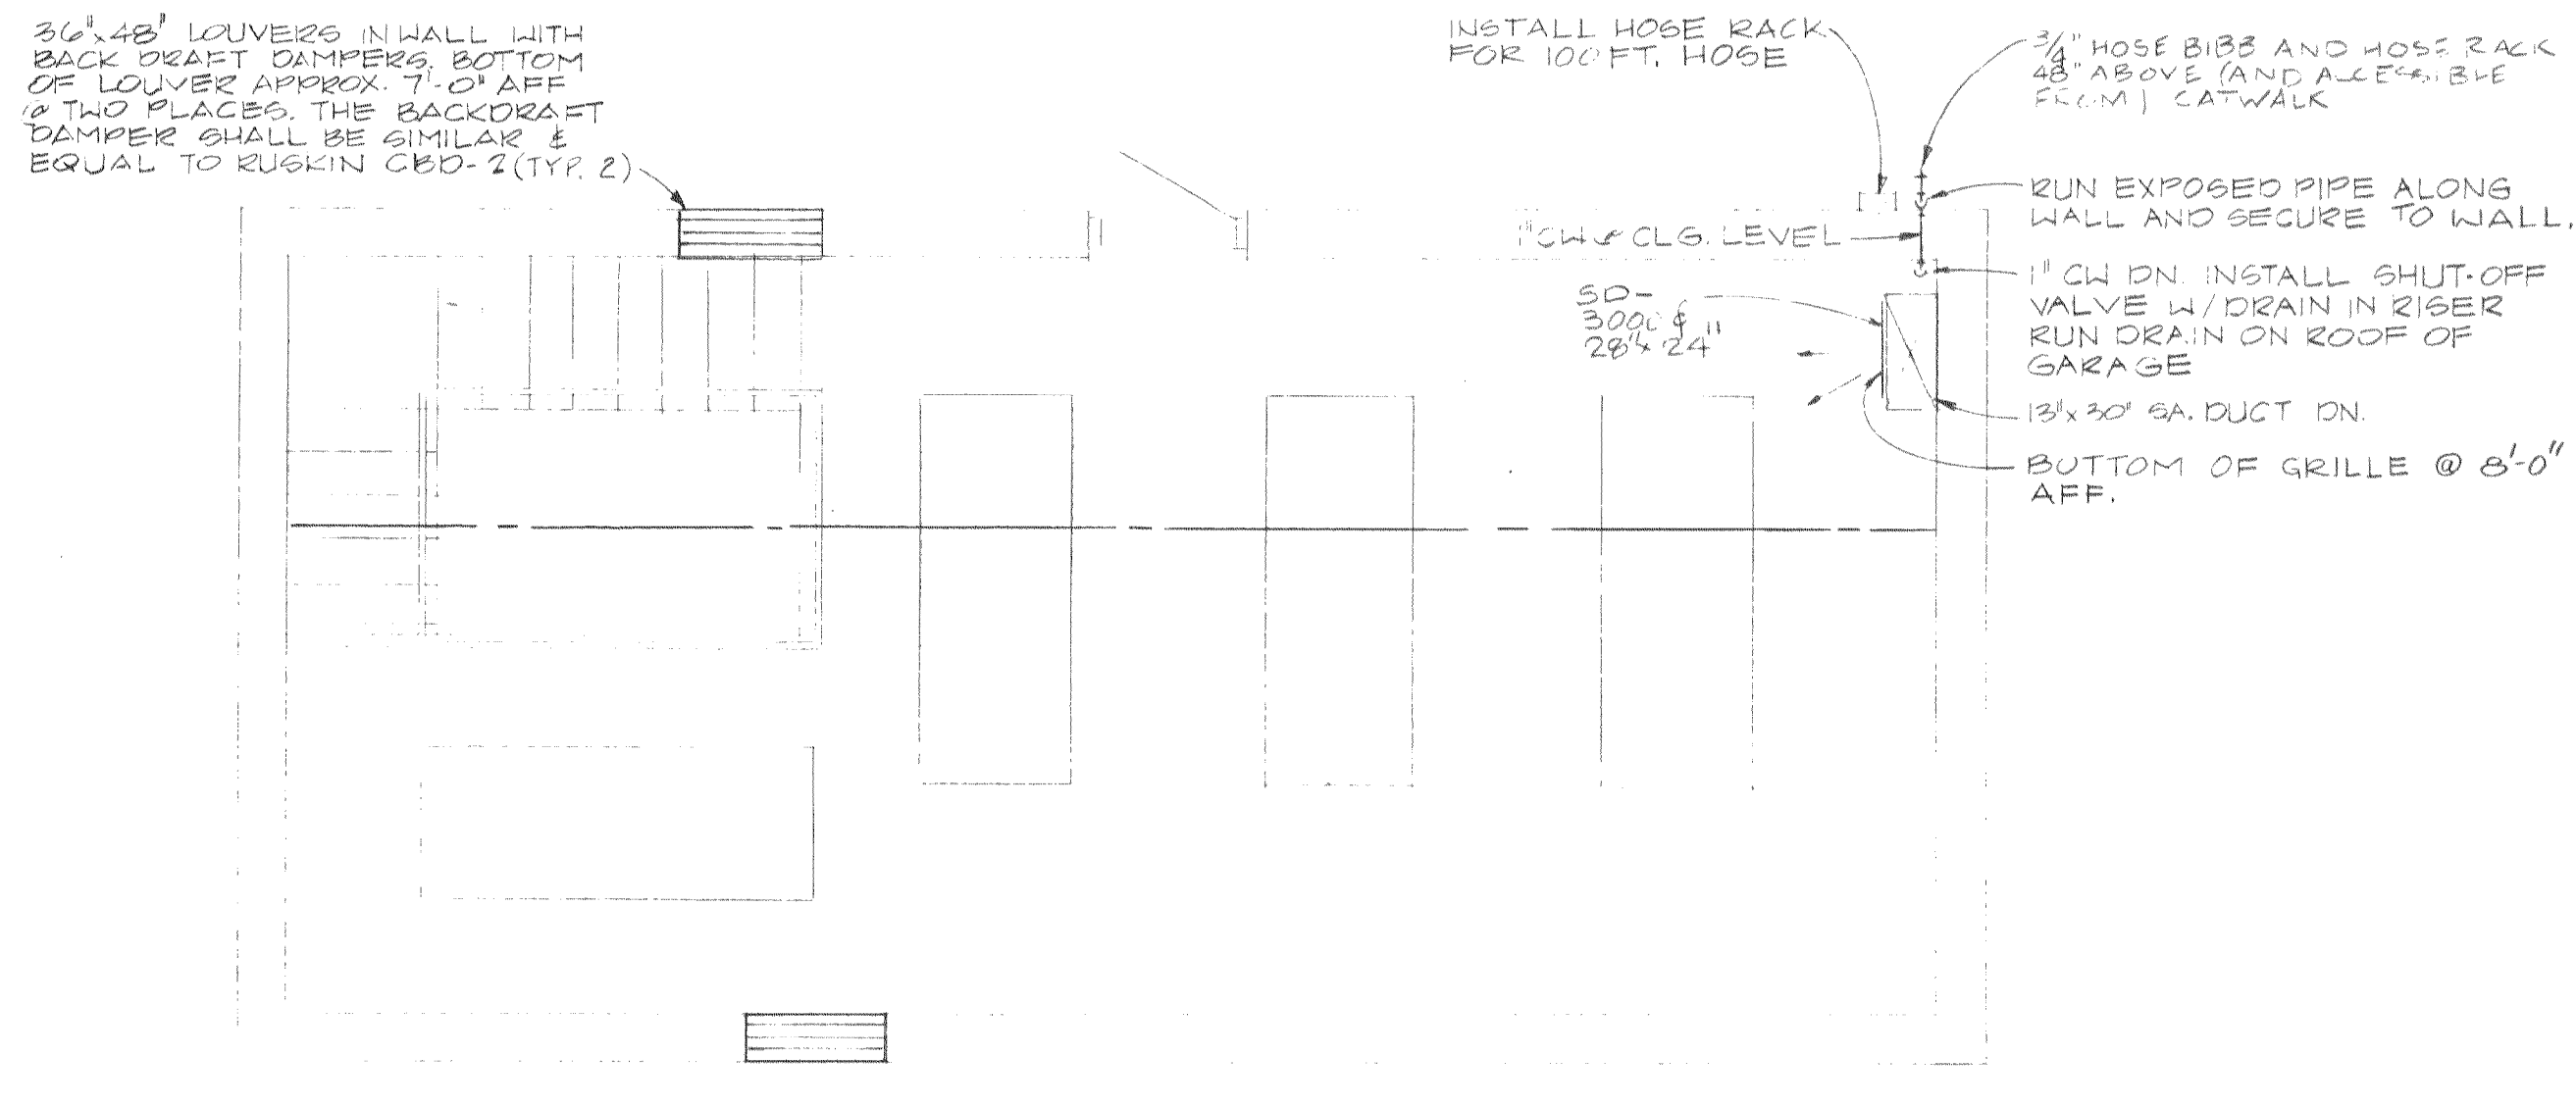 36"x48" LOUVERS IN WALL WITH
BACK DRAFT DAMPERS. BOTTOM
OF LOUVER APPROX. 7'-0" AFF
@ TWO PLACES. THE BACKDRAFT
DAMPER SHALL BE SIMILAR &
EQUAL TO RUSKIN CBD-2 (TYP. 2)
INSTALL HOSE RACK
FOR 100 FT. HOSE
3/4" HOSE BIBB AND HOSE RACK
48" ABOVE (AND ACCESSIBLE
FROM) CATWALK
RUN EXPOSED PIPE ALONG
WALL AND SECURE TO WALL.
1" CW @ CLG. LEVEL
1" CW DN. INSTALL SHUT-OFF
VALVE W/DRAIN IN RISER
RUN DRAIN ON ROOF OF
GARAGE
SD-
3000 ¢
28"x 24"
13"x30" SA. DUCT DN.
BOTTOM OF GRILLE @ 8'-0"
AFF.